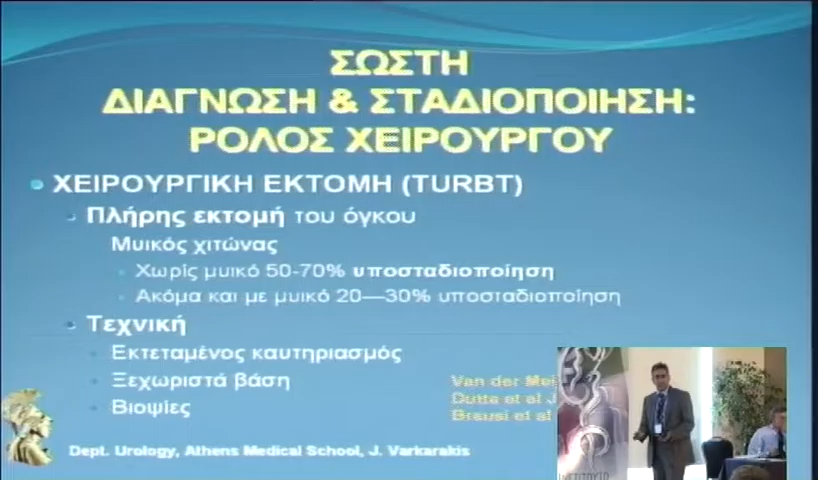 ΣΩΣΤΗ
ΔΙΑΓΝΩΣΗ & ΣΤΑΔΙΟΠΟΙΗΣΗ:
ΡΟΛΟΣ ΧΕΙΡΟΥΡΓΟΥ
ΧΕΙΡΟΥΡΓΙΚΗ ΕΚΤΟΜΗ (TURBT)
Πλήρης εκτομή του όγκου
Μυικός χιτώνας
Χωρίς μυικό 50-70% υποσταδιοποίηση
Ακόμα και με μυικό 20—30% υποσταδιοποίηση
Τεχνική
Εκτεταμένος καυτηριασμός
Ξεχωριστά βάση
Βιοψίες
Van der
Dutta et al J
Brausi et al
Dept. Urology, Athens Medical School, J. Varkarakis